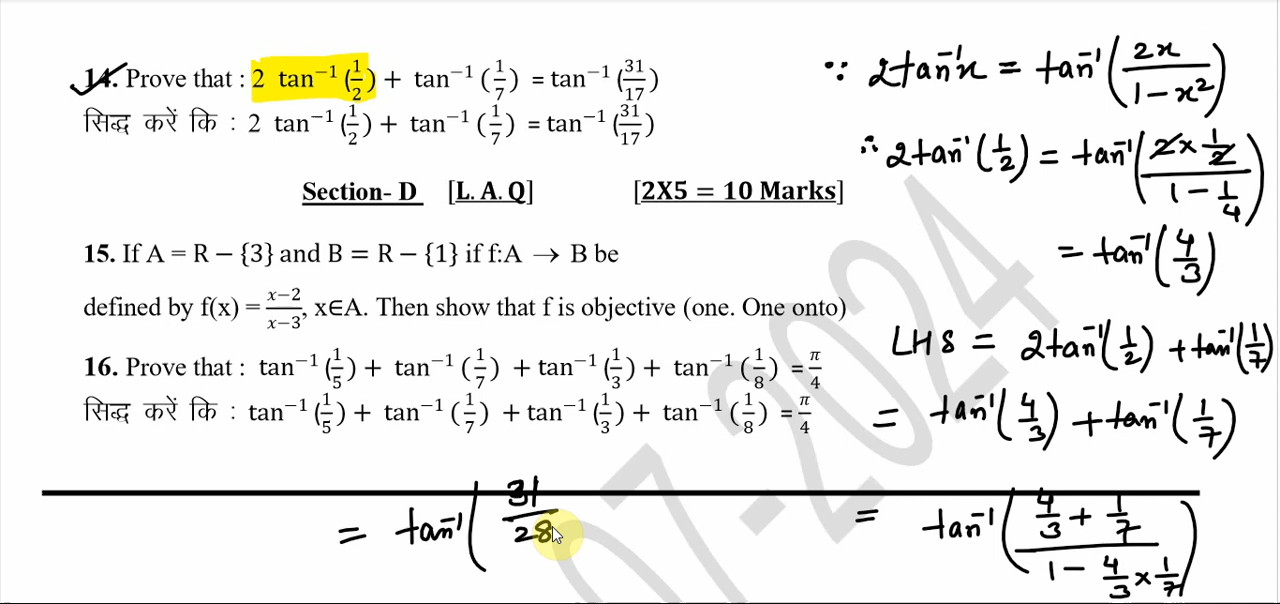 14. Prove that : 2 tan⁻¹(1/2) + tan⁻¹(1/7) = tan⁻¹(31/17)
सिद्ध करें कि : 2 tan⁻¹(1/2) + tan⁻¹(1/7) = tan⁻¹(31/17)
Section- D [L. A. Q] [2X5 = 10 Marks]
15. If A = R − {3} and B = R − {1} if f:A → B be
defined by f(x) = x−2/x−3, x∈A. Then show that f is objective (one. One onto)
16. Prove that : tan⁻¹(1/5) + tan⁻¹(1/7) + tan⁻¹(1/3) + tan⁻¹(1/8) = π/4
सिद्ध करें कि : tan⁻¹(1/5) + tan⁻¹(1/7) + tan⁻¹(1/3) + tan⁻¹(1/8) = π/4
∵ 2tan⁻¹x = tan⁻¹(2x/1−x²)
∴ 2tan⁻¹(1/2) = tan⁻¹(2×1/2/1−1/4)
= tan⁻¹(4/3)
LHS = 2tan⁻¹(1/2) + tan⁻¹(1/7)
= tan⁻¹(4/3) + tan⁻¹(1/7)
= tan⁻¹(4/3 + 1/7/1 − 4/3 × 1/7)
= tan⁻¹(31/28
07-2024